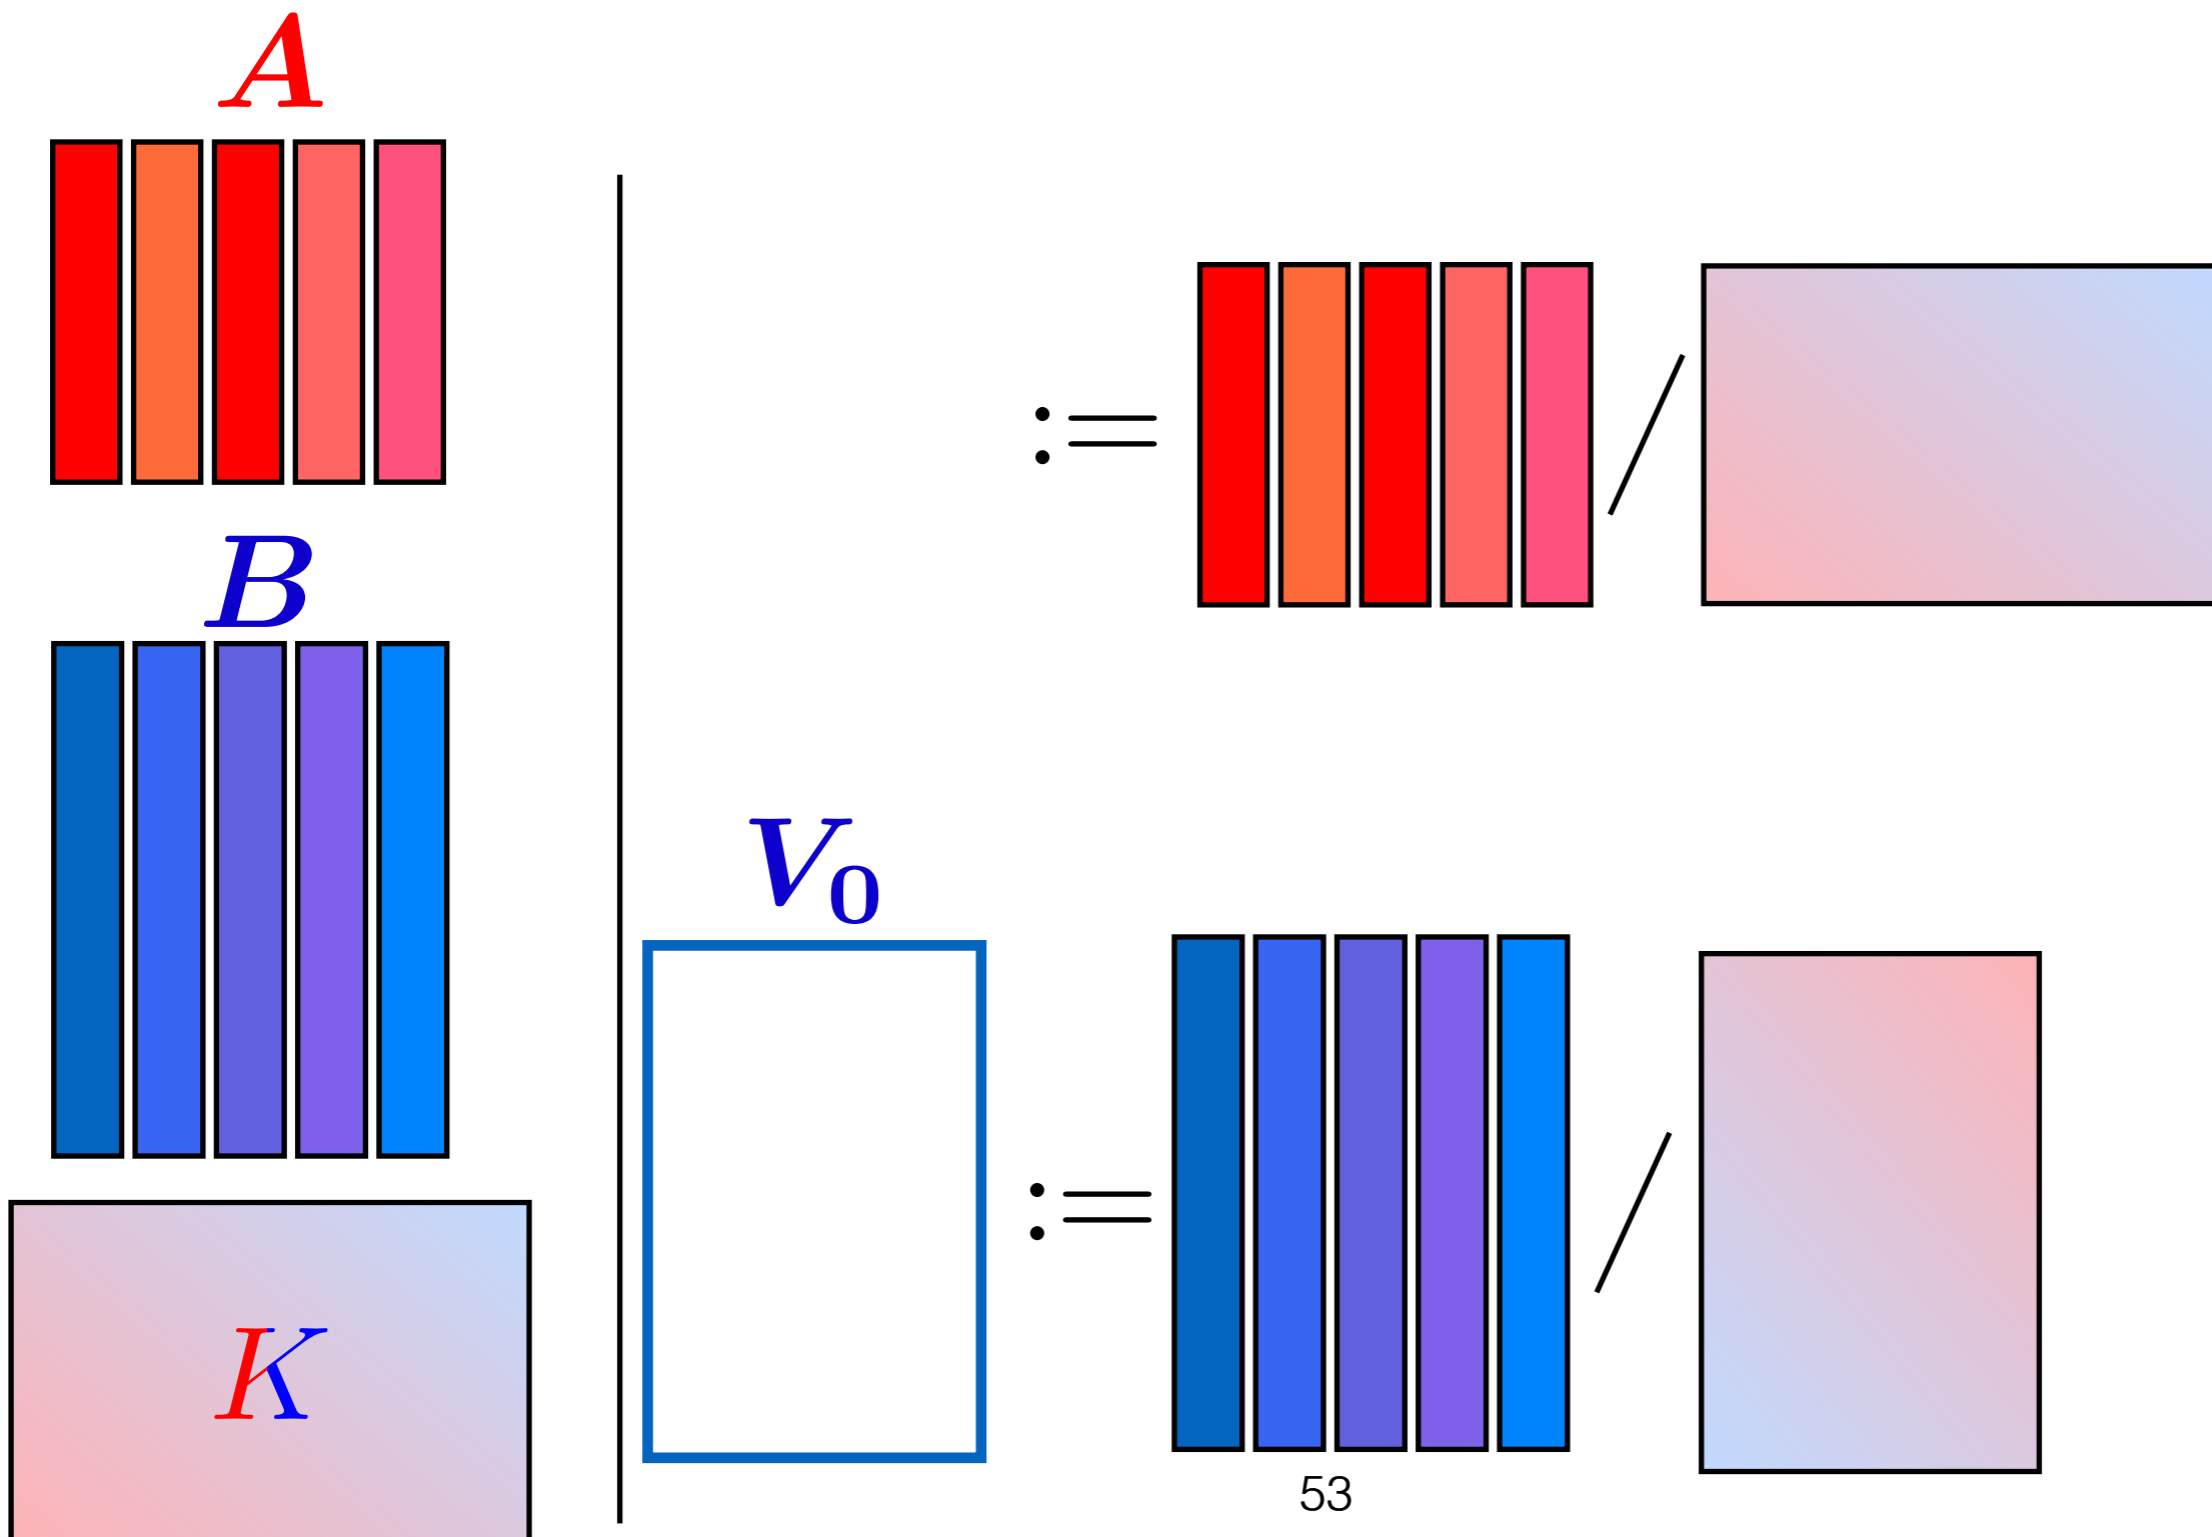 A
:= /
B
V₀
:= /
K
53